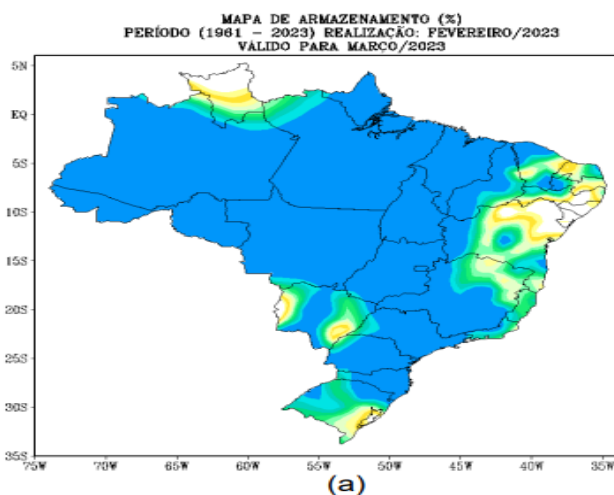 MAPA DE ARMAZENAMENTO (%)
PERÍODO (1961 – 2023) REALIZAÇÃO: FEVEREIRO/2023
VÁLIDO PARA MARÇO/2023
5N
EQ
5S
10S
15S
20S
25S
30S
35S
75W 70W 65W 60W 55W 50W 45W 40W 35W
(a)